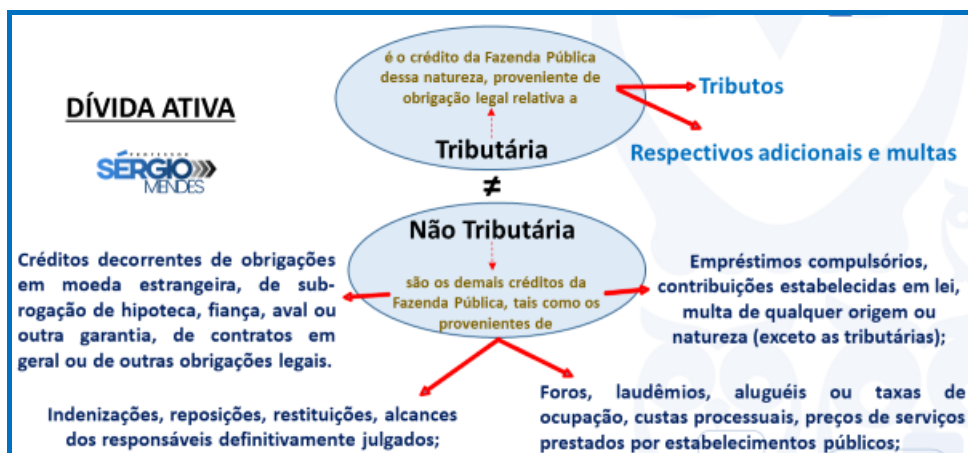 é o crédito da Fazenda Pública
dessa natureza, proveniente de
obrigação legal relativa a
Tributária
Tributos
Respectivos adicionais e multas
DÍVIDA ATIVA
PROFESSOR
SÉRGIO
MENDES
≠
Não Tributária
são os demais créditos da
Fazenda Pública, tais como os
provenientes de
Créditos decorrentes de obrigações
em moeda estrangeira, de sub-
rogação de hipoteca, fiança, aval ou
outra garantia, de contratos em
geral ou de outras obrigações legais.
Empréstimos compulsórios,
contribuições estabelecidas em lei,
multa de qualquer origem ou
natureza (exceto as tributárias);
Indenizações, reposições, restituições, alcances
dos responsáveis definitivamente julgados;
Foros, laudêmios, aluguéis ou taxas de
ocupação, custas processuais, preços de serviços
prestados por estabelecimentos públicos;